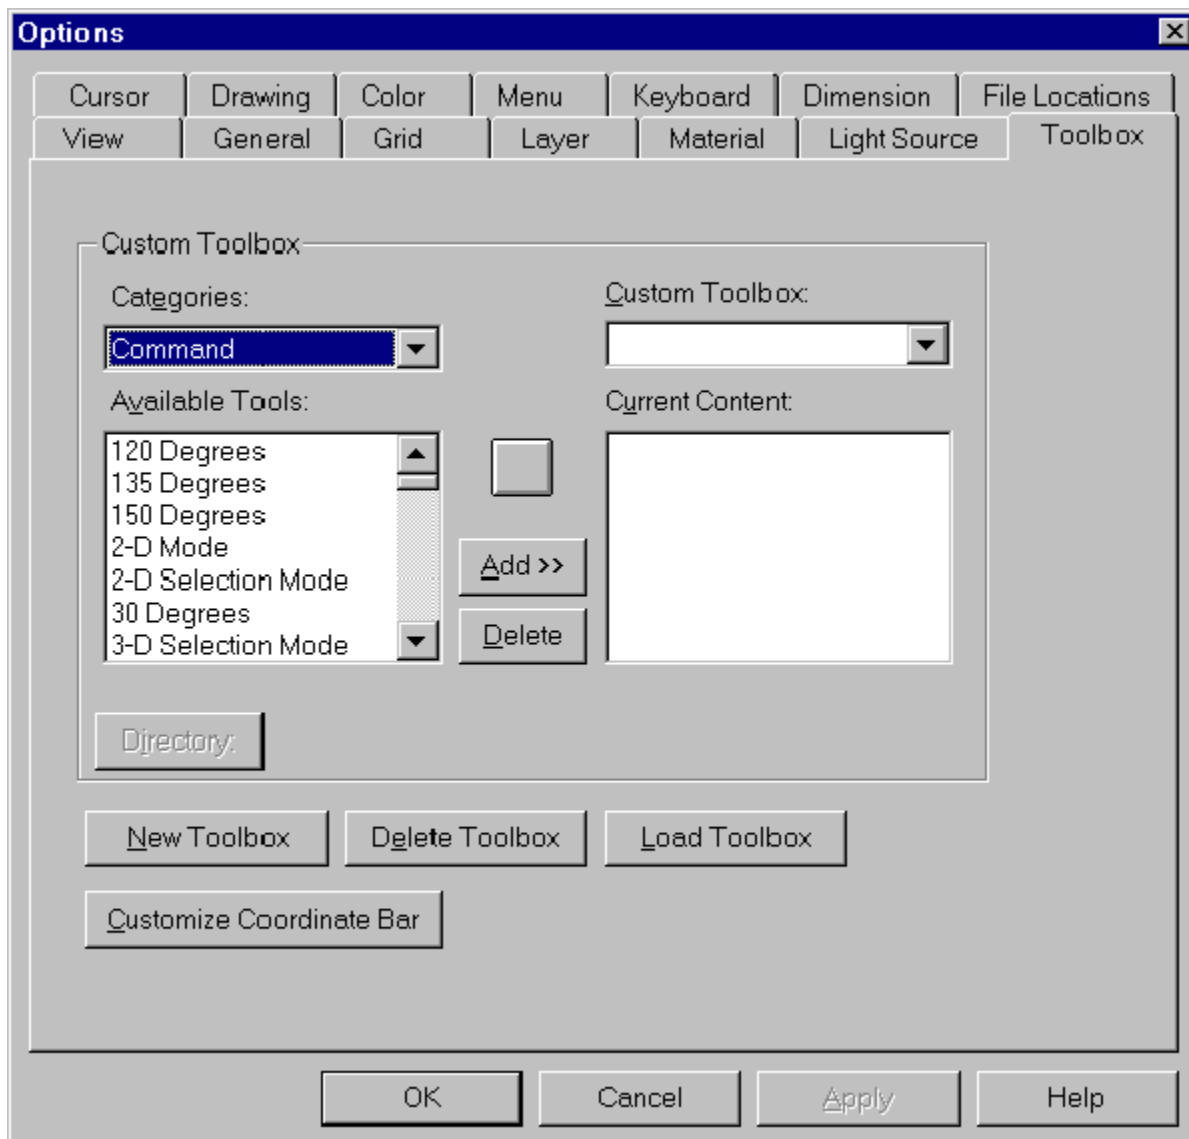 Options
Cursor Drawing Color Menu Keyboard Dimension File Locations
View General Grid Layer Material Light Source Toolbox
Custom Toolbox
Categories: Custom Toolbox:
Command
Available Tools: Current Content:
120 Degrees
135 Degrees
150 Degrees
2-D Mode
2-D Selection Mode
30 Degrees
3-D Selection Mode
Add >>
Delete
Directory:
New Toolbox Delete Toolbox Load Toolbox
Customize Coordinate Bar
OK Cancel Apply Help